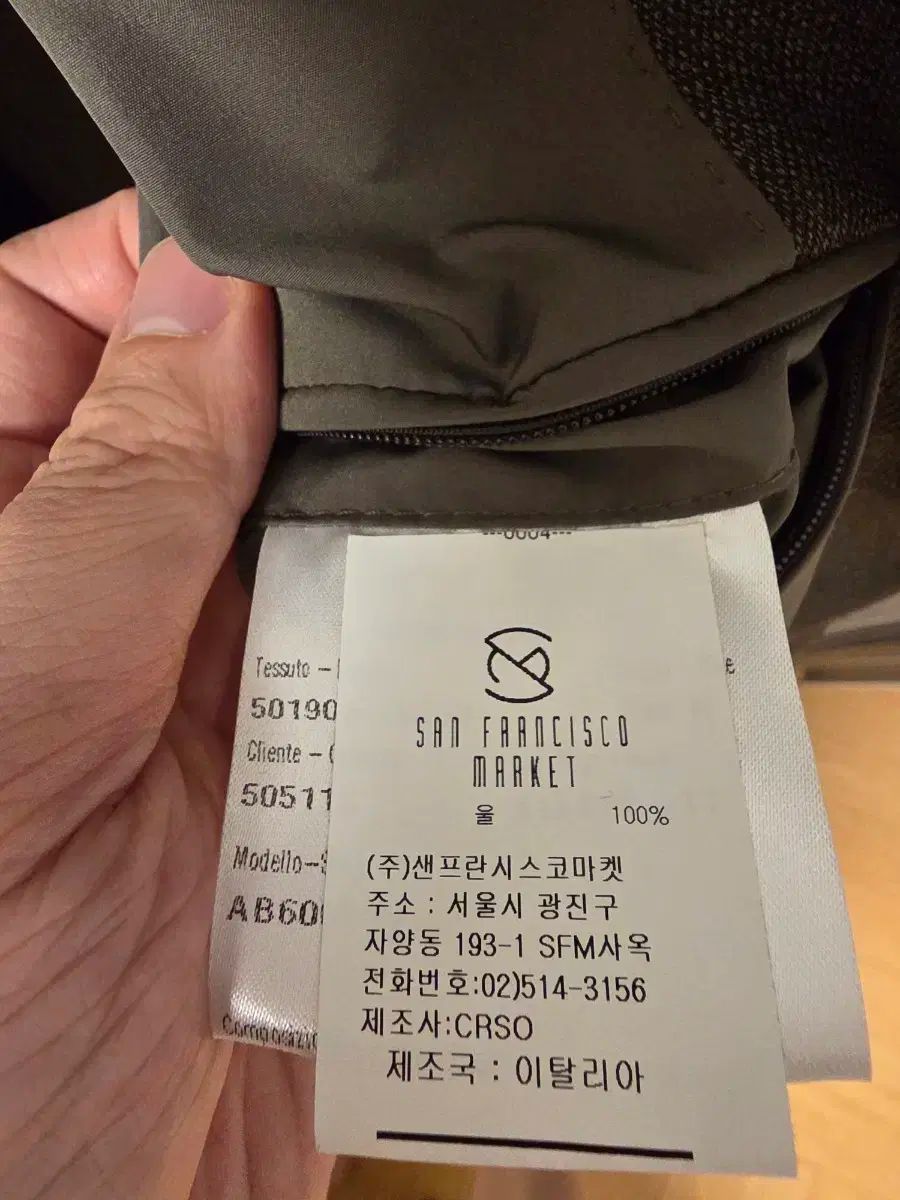 ---0004---
SAN FRANCISCO
MARKET
울 100%
(주)샌프란시스코마켓
주소 : 서울시 광진구
자양동 193-1 SFM사옥
전화번호:02)514-3156
제조사:CRSO
제조국 : 이탈리아
Tessuto –
50190
Cliente –
50511
Modello–
AB60